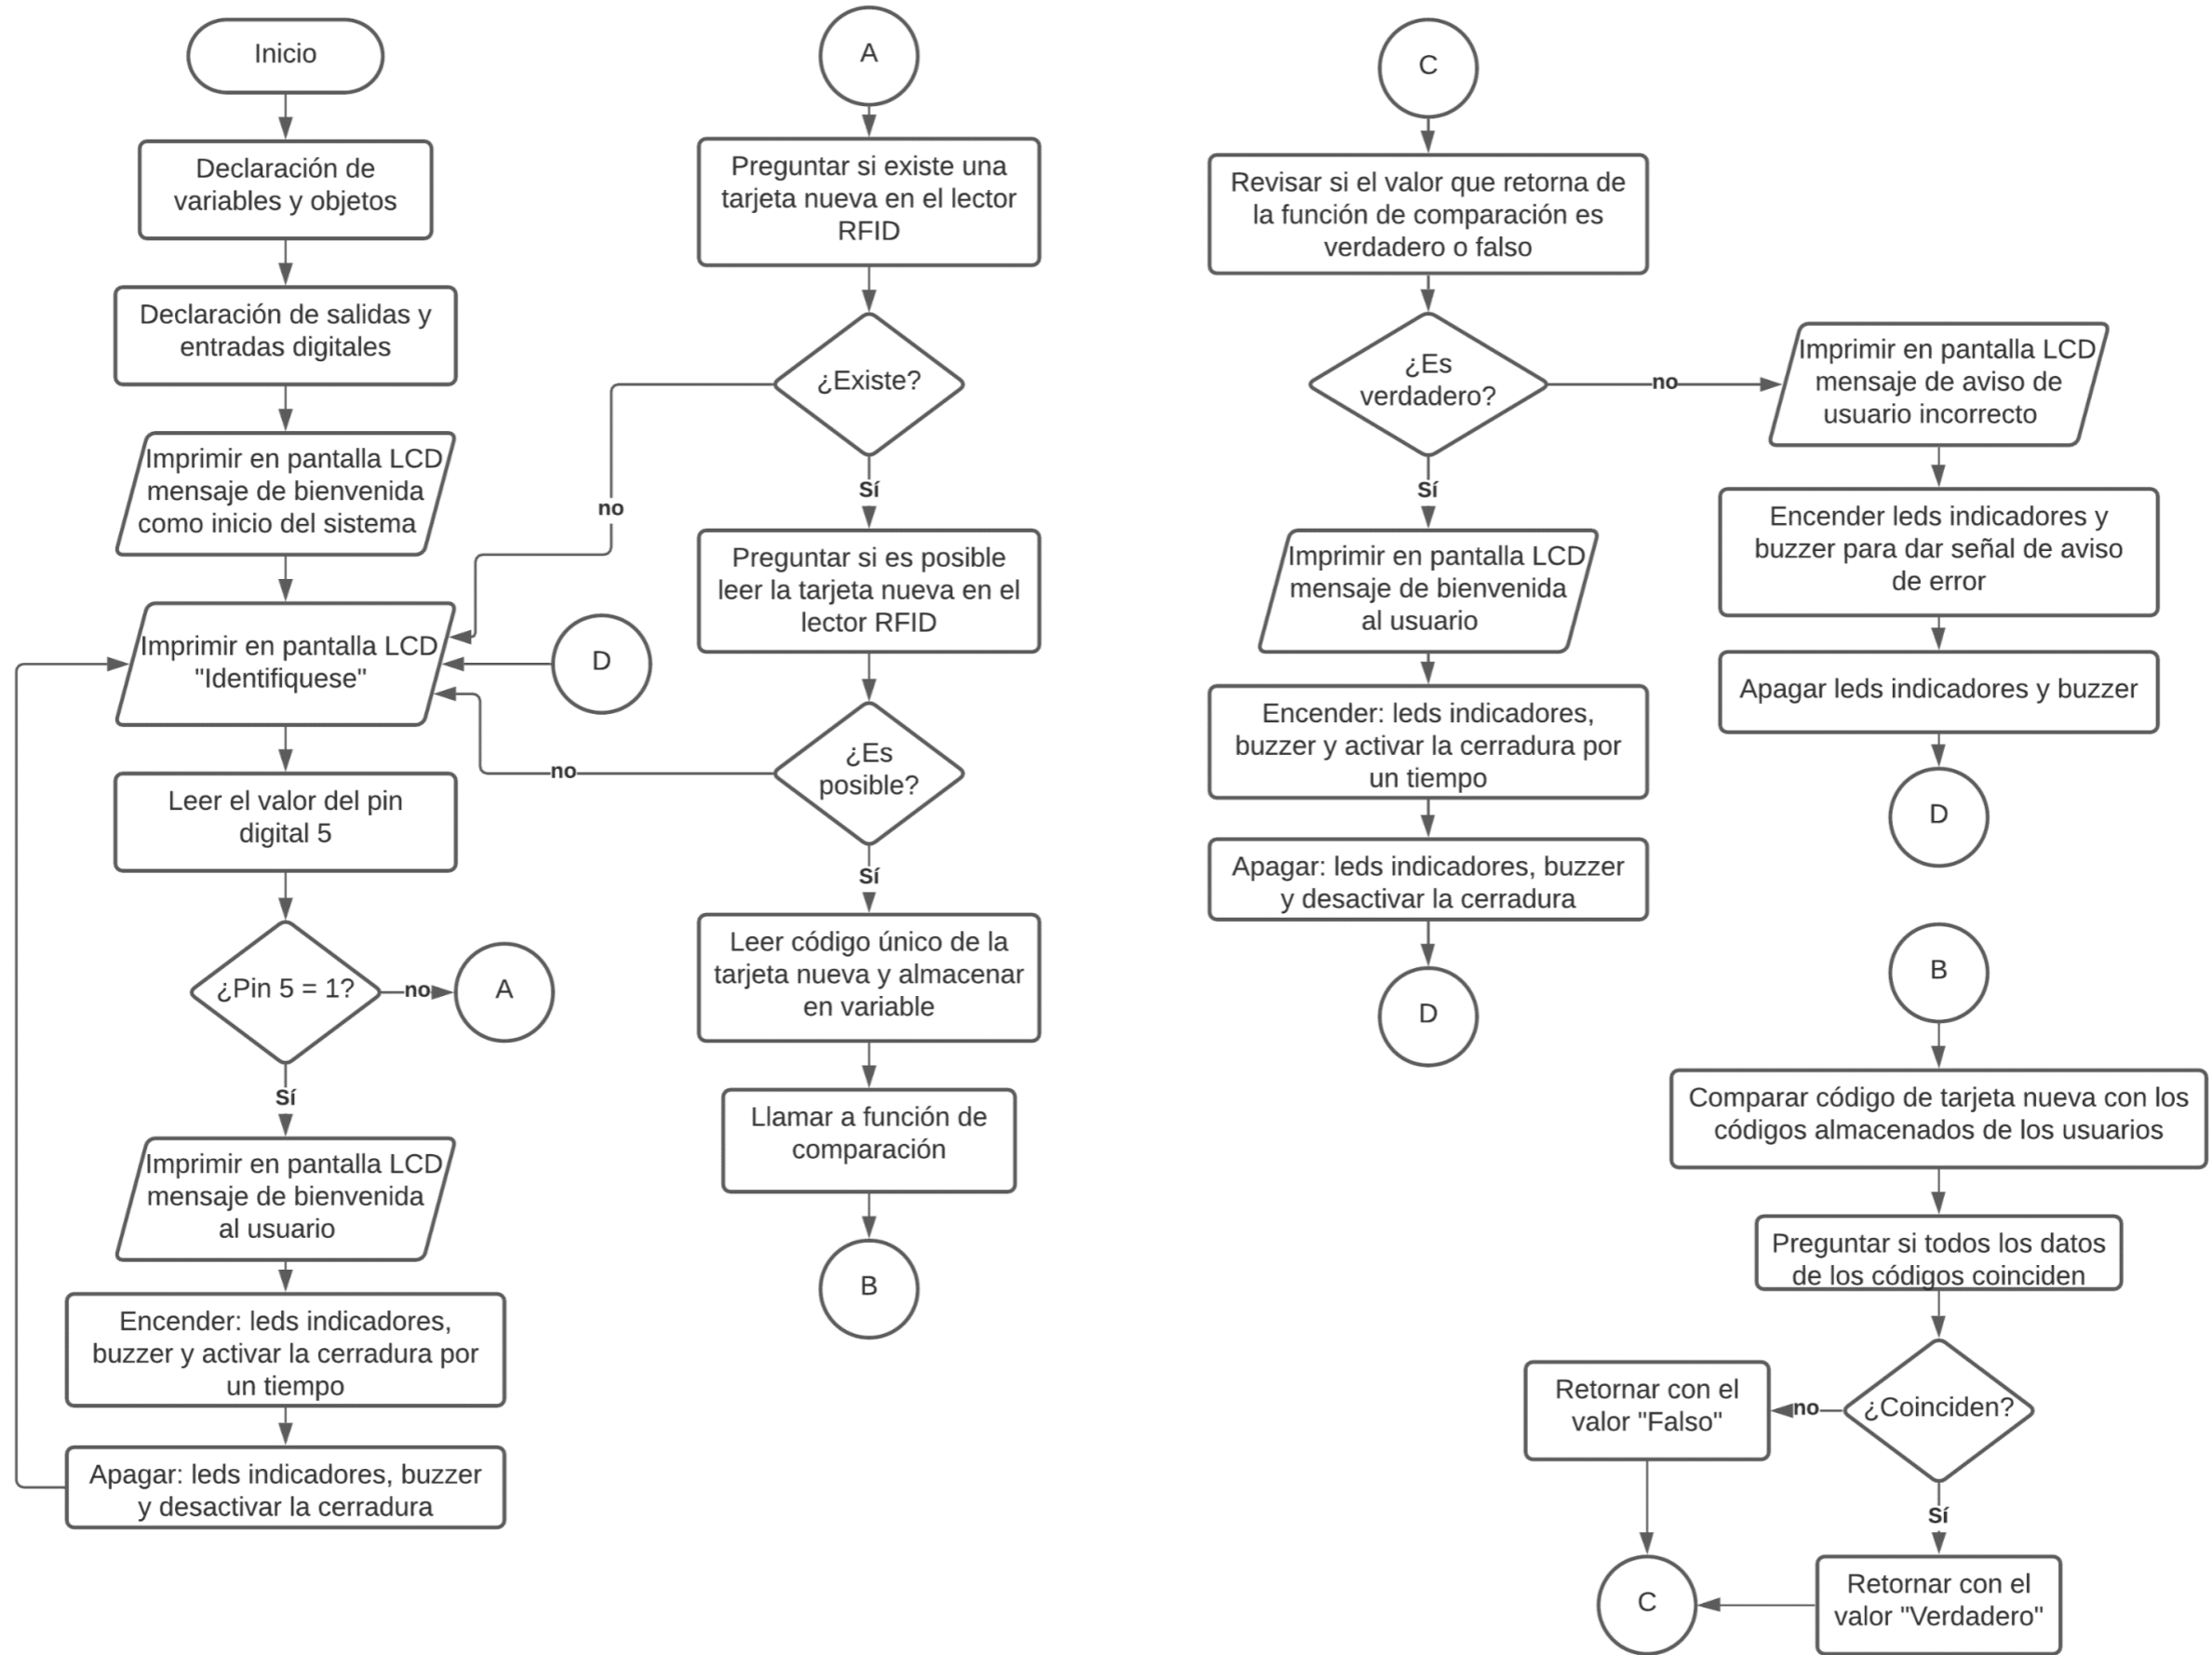 Inicio
Declaración de
variables y objetos
Declaración de salidas y
entradas digitales
Imprimir en pantalla LCD
mensaje de bienvenida
como inicio del sistema
Imprimir en pantalla LCD
"Identifiquese"
D
Leer el valor del pin
digital 5
¿Pin 5 = 1?
no
A
Sí
Imprimir en pantalla LCD
mensaje de bienvenida
al usuario
Encender: leds indicadores,
buzzer y activar la cerradura por
un tiempo
Apagar: leds indicadores, buzzer
y desactivar la cerradura
A
Preguntar si existe una
tarjeta nueva en el lector
RFID
¿Existe?
no
Sí
Preguntar si es posible
leer la tarjeta nueva en el
lector RFID
¿Es
posible?
no
Sí
Leer código único de la
tarjeta nueva y almacenar
en variable
Llamar a función de
comparación
B
C
Revisar si el valor que retorna de
la función de comparación es
verdadero o falso
¿Es
verdadero?
no
Sí
Imprimir en pantalla LCD
mensaje de bienvenida
al usuario
Encender: leds indicadores,
buzzer y activar la cerradura por
un tiempo
Apagar: leds indicadores, buzzer
y desactivar la cerradura
D
Imprimir en pantalla LCD
mensaje de aviso de
usuario incorrecto
Encender leds indicadores y
buzzer para dar señal de aviso
de error
Apagar leds indicadores y buzzer
D
B
Comparar código de tarjeta nueva con los
códigos almacenados de los usuarios
Preguntar si todos los datos
de los códigos coinciden
¿Coinciden?
no
Retornar con el
valor "Falso"
Sí
Retornar con el
valor "Verdadero"
C